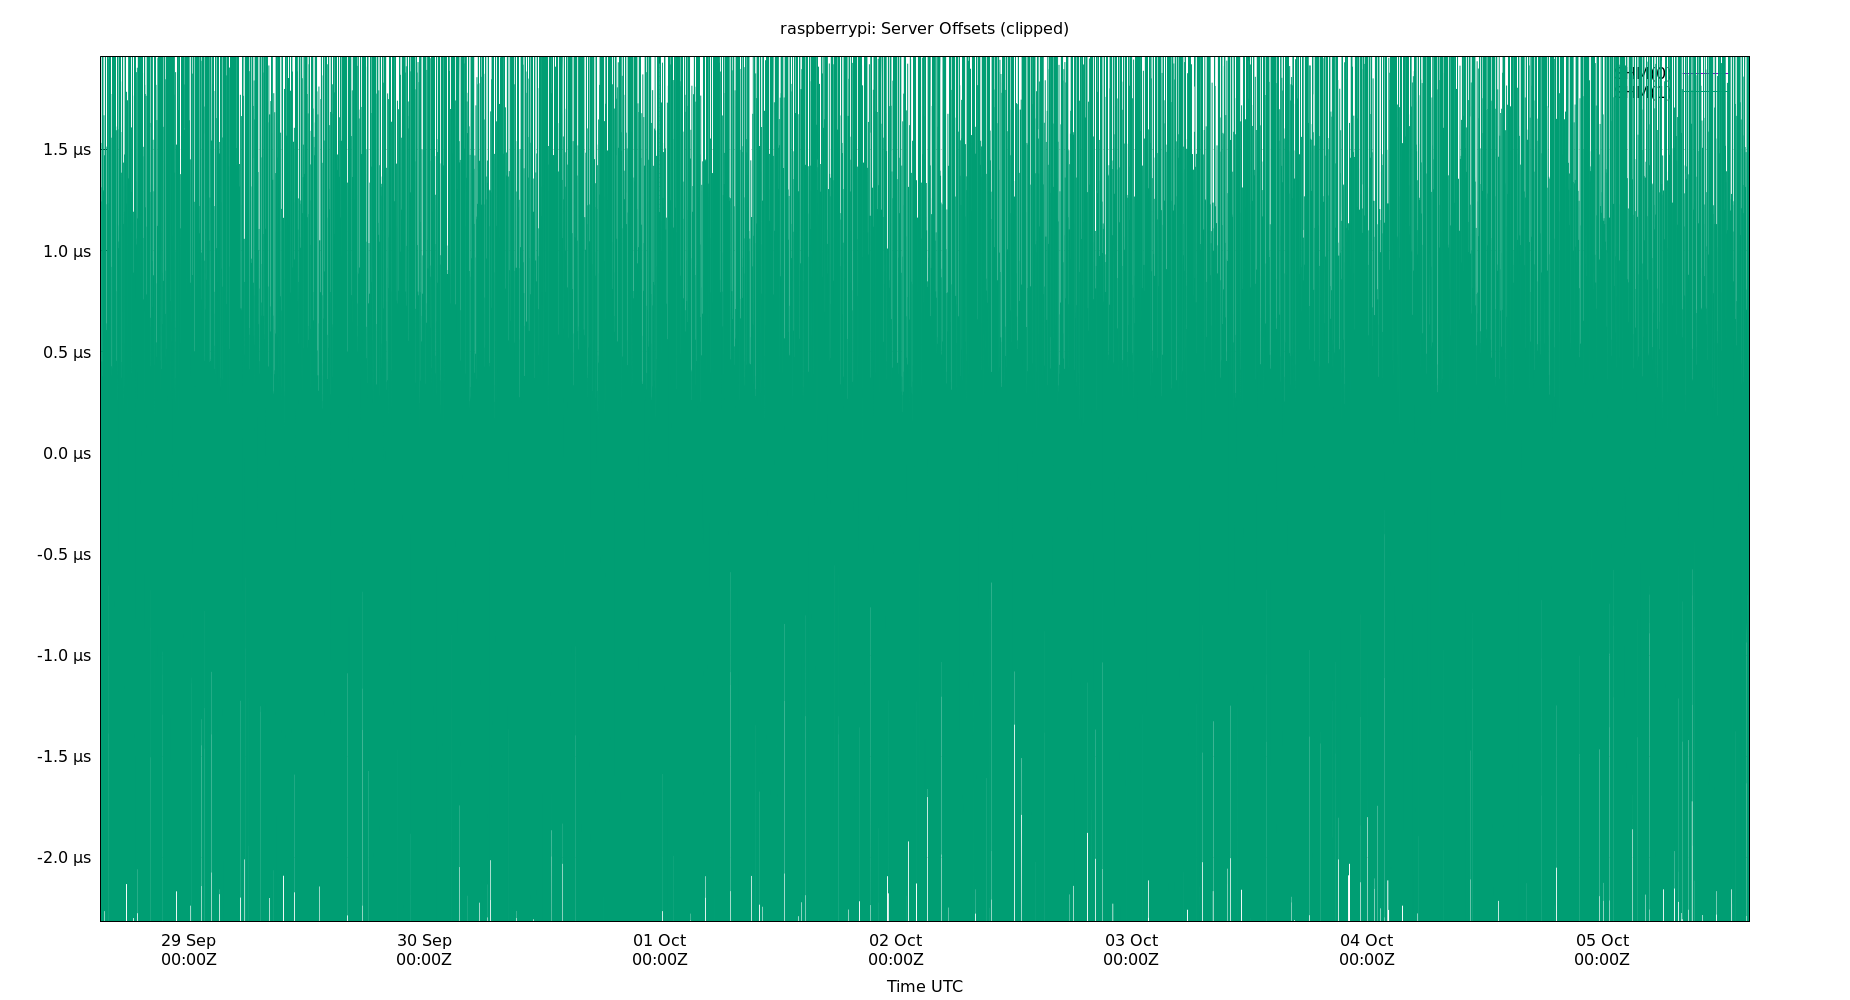 raspberrypi: Server Offsets (clipped)
1.5 µs
1.0 µs
0.5 µs
0.0 µs
-0.5 µs
-1.0 µs
-1.5 µs
-2.0 µs
29 Sep 00:00Z
30 Sep 00:00Z
01 Oct 00:00Z
02 Oct 00:00Z
03 Oct 00:00Z
04 Oct 00:00Z
05 Oct 00:00Z
Time UTC